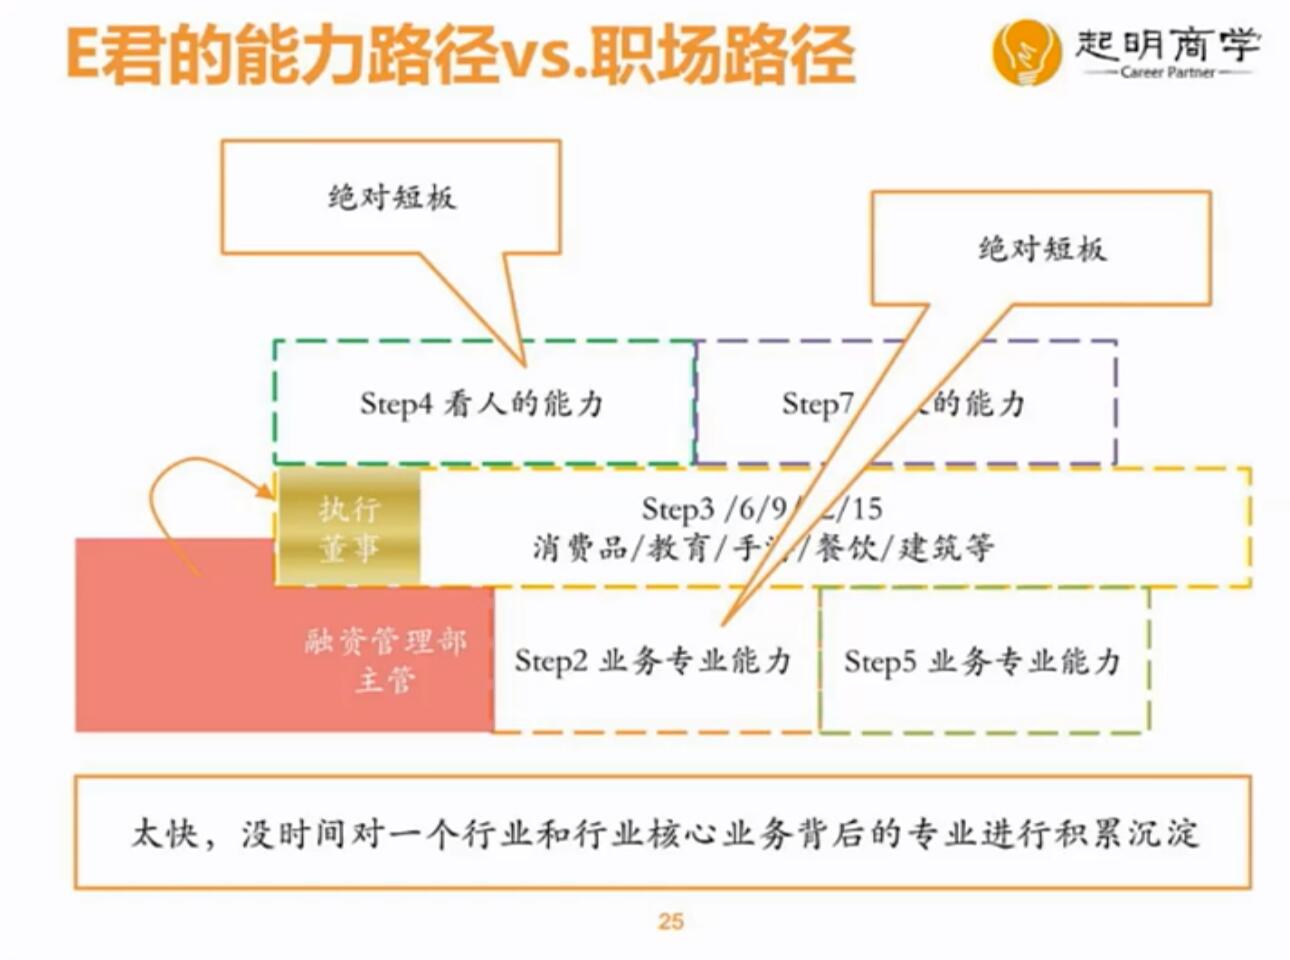 E君的能力路径vs.职场路径
起明商学
Career Partner
绝对短板
绝对短板
Step4 看人的能力
Step7 的能力
执行
董事
Step3 /6/9/ 2/15
消费品/教育/手 /餐饮/建筑等
融资管理部
主管
Step2 业务专业能力
Step5 业务专业能力
太快，没时间对一个行业和行业核心业务背后的专业进行积累沉淀
25